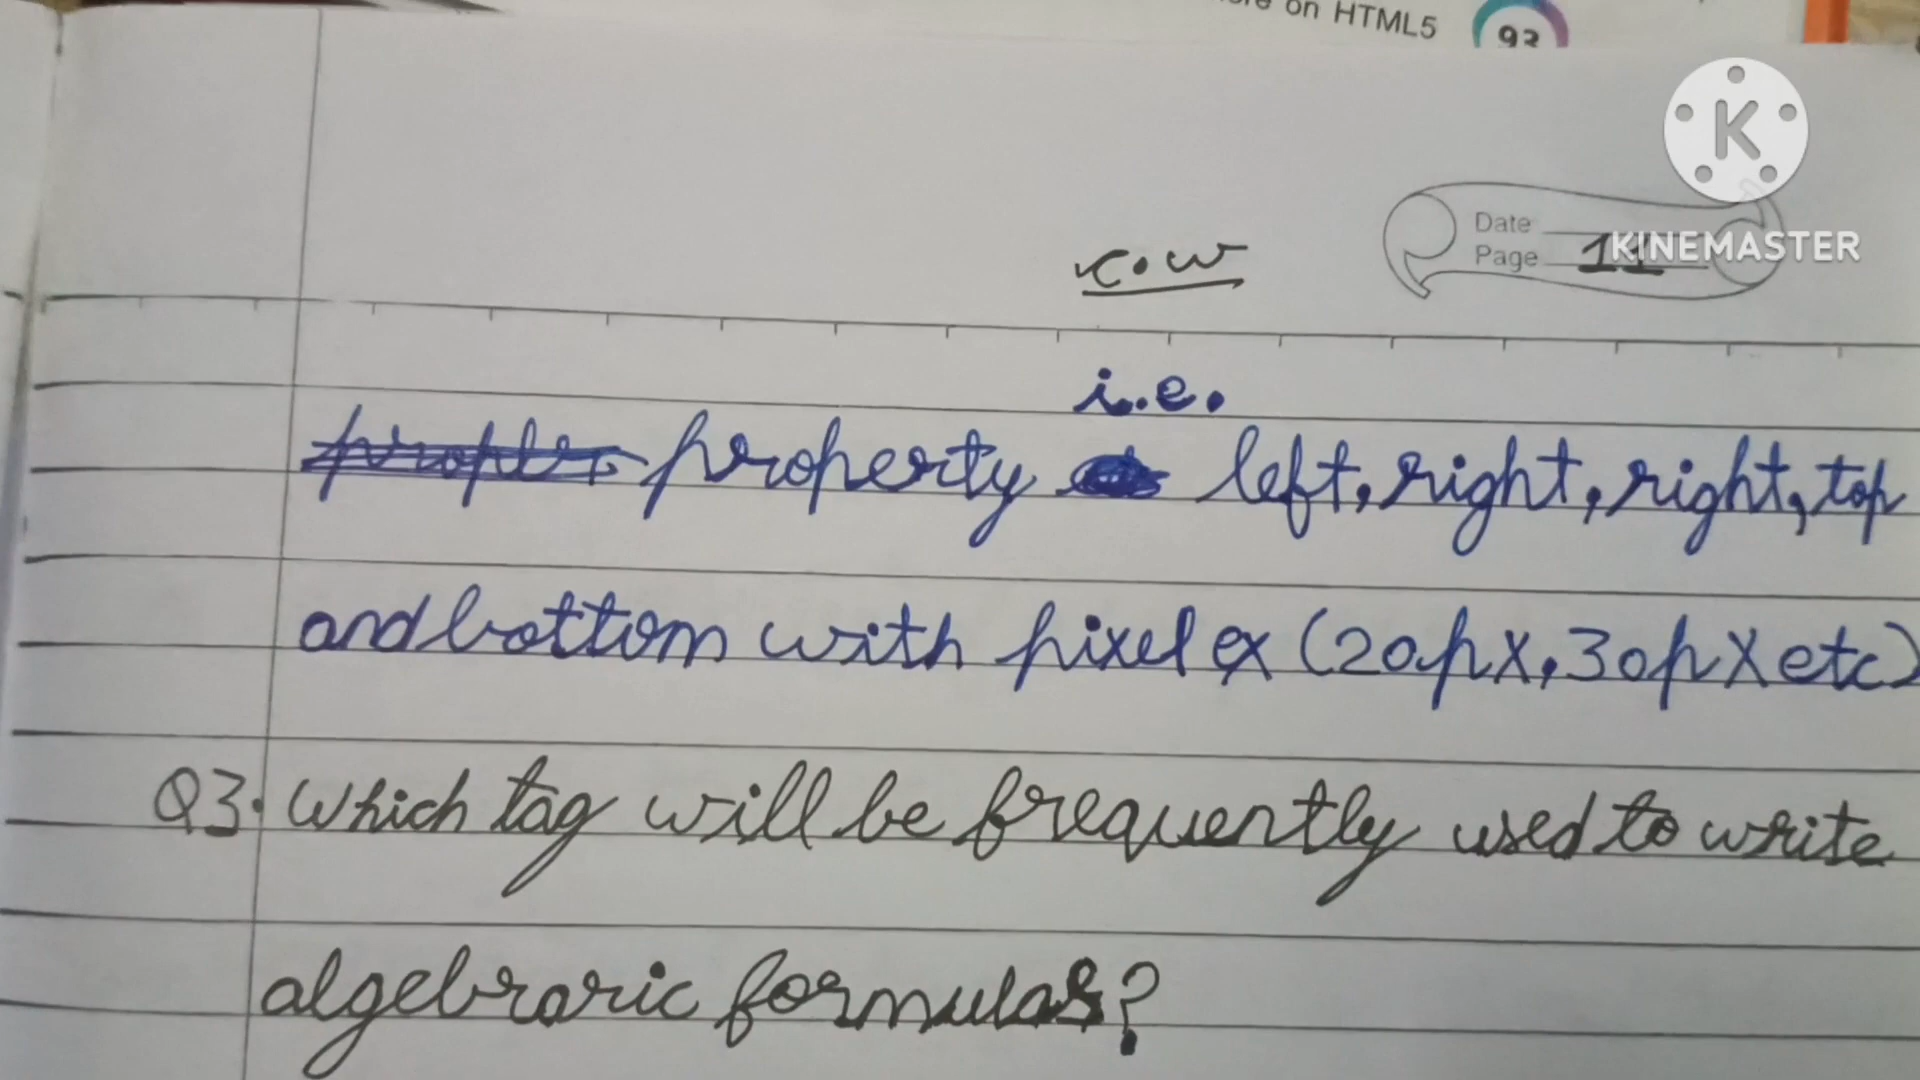 on HTML5 93
K
Date
KINEMASTER
Page 11
c.w
i.e.
property left, right, right, top
and bottom with pixel ex (20px, 30px etc)
Q3. Which tag will be frequently used to write
algebraric formulas?